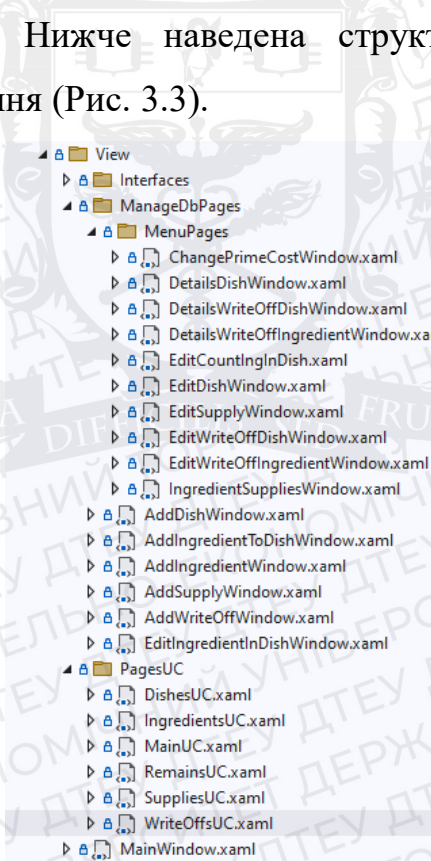 Нижче наведена структ
ня (Рис. 3.3).
View
Interfaces
ManageDbPages
MenuPages
ChangePrimeCostWindow.xaml
DetailsDishWindow.xaml
DetailsWriteOffDishWindow.xaml
DetailsWriteOffIngredientWindow.xa
EditCountIngInDish.xaml
EditDishWindow.xaml
EditSupplyWindow.xaml
EditWriteOffDishWindow.xaml
EditWriteOffIngredientWindow.xaml
IngredientSuppliesWindow.xaml
AddDishWindow.xaml
AddIngredientToDishWindow.xaml
AddIngredientWindow.xaml
AddSupplyWindow.xaml
AddWriteOffWindow.xaml
EditIngredientInDishWindow.xaml
PagesUC
DishesUC.xaml
IngredientsUC.xaml
MainUC.xaml
RemainsUC.xaml
SuppliesUC.xaml
WriteOffsUC.xaml
MainWindow.xaml